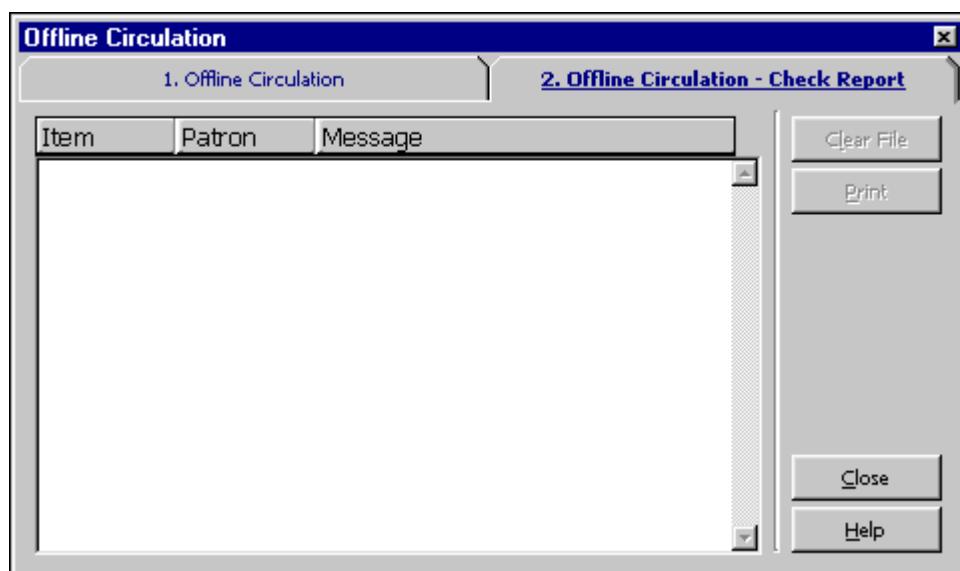 Offline Circulation
1. Offline Circulation
2. Offline Circulation - Check Report
Item Patron Message
Clear File
Print
Close
Help